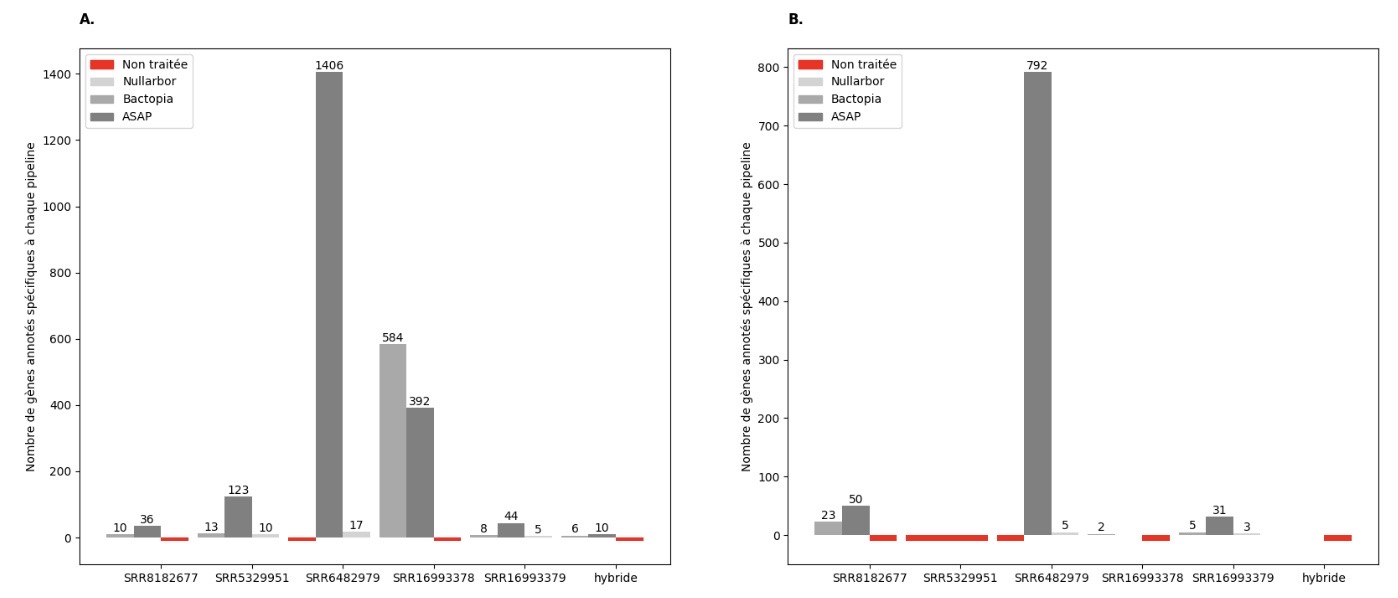 A.
Nombre de gènes annotés spécifiques à chaque pipeline
1400
1200
1000
800
600
400
200
0
Non traitée
Nullarbor
Bactopia
ASAP
10
36
13
123
10
1406
17
584
392
8
44
5
6
10
SRR8182677
SRR5329951
SRR6482979
SRR16993378
SRR16993379
hybride
B.
Nombre de gènes annotés spécifiques à chaque pipeline
800
700
600
500
400
300
200
100
0
Non traitée
Nullarbor
Bactopia
ASAP
23
50
792
5
2
5
31
3
SRR8182677
SRR5329951
SRR6482979
SRR16993378
SRR16993379
hybride